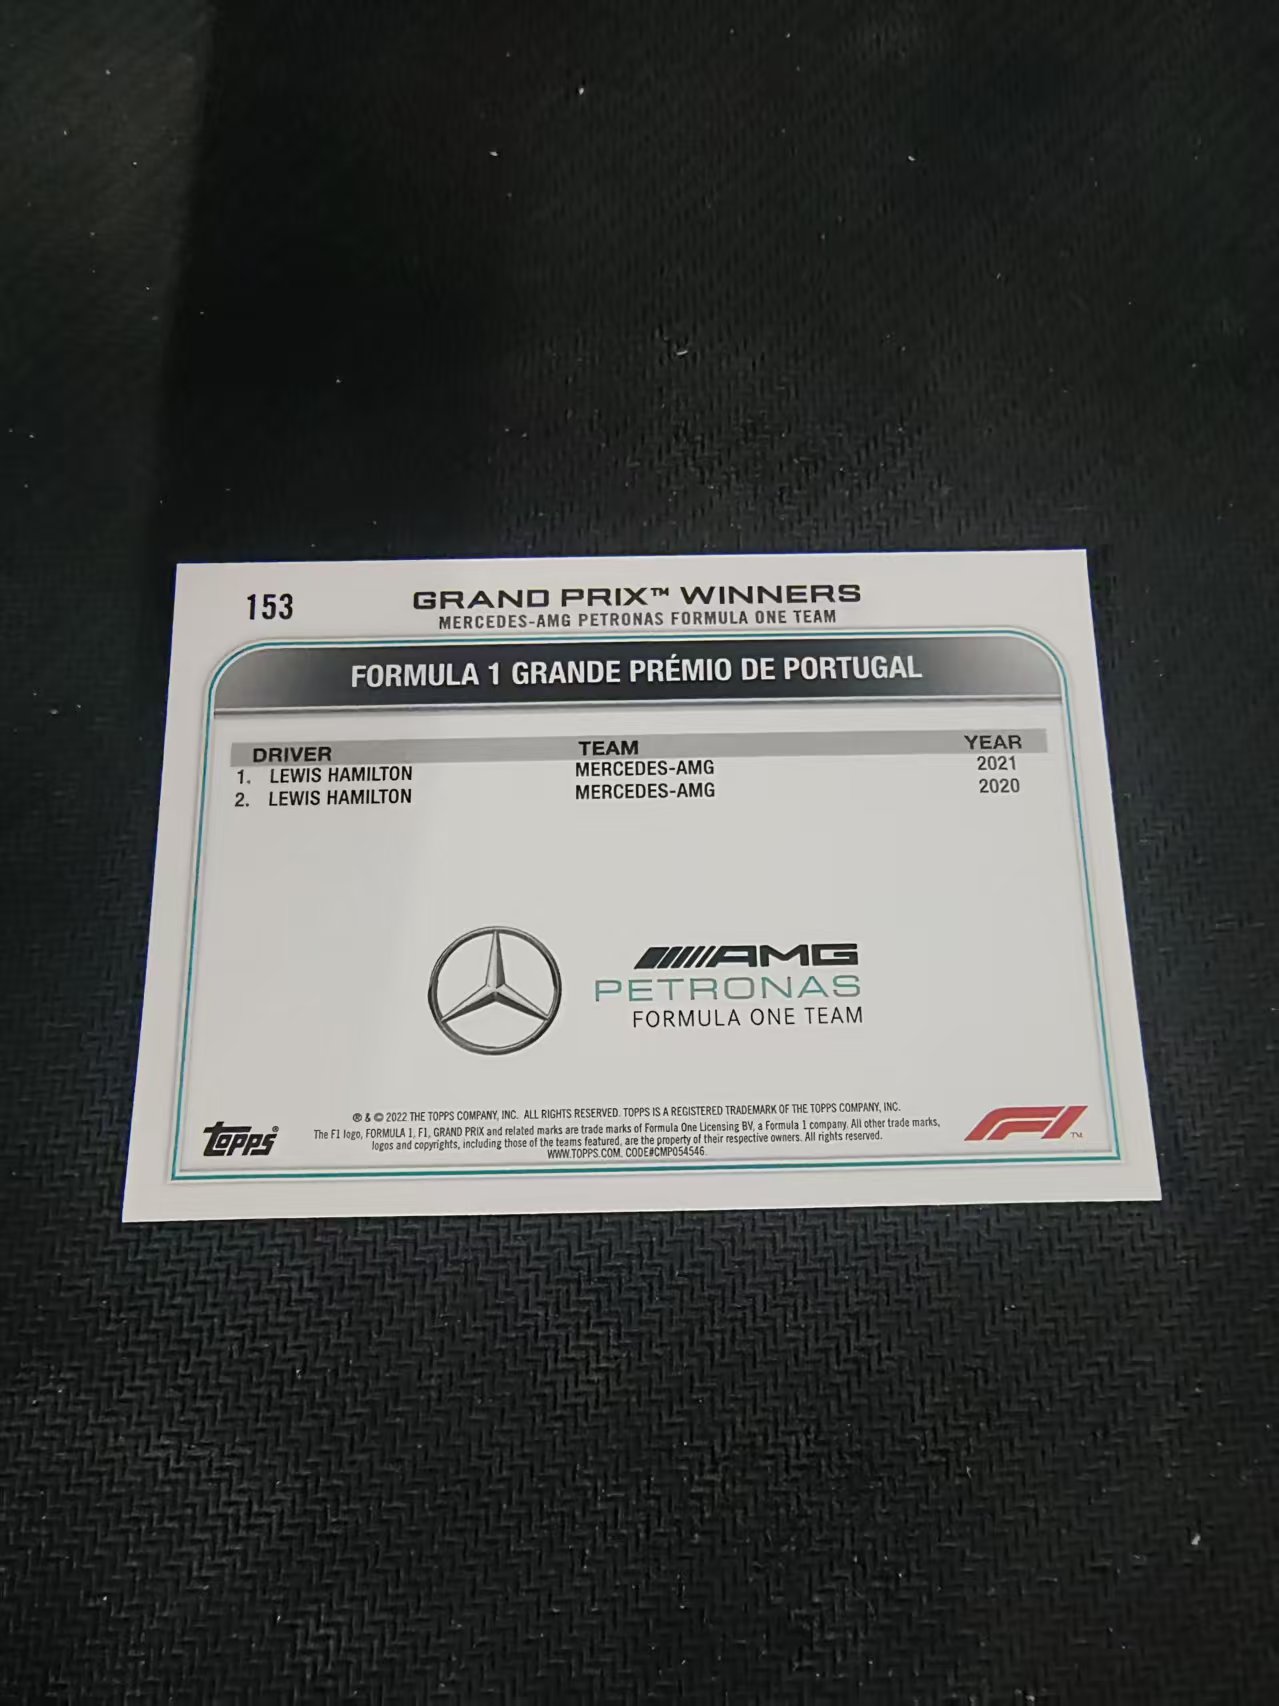 153
GRAND PRIX™ WINNERS
MERCEDES-AMG PETRONAS FORMULA ONE TEAM
FORMULA 1 GRANDE PRÉMIO DE PORTUGAL
DRIVER TEAM YEAR
1. LEWIS HAMILTON MERCEDES-AMG 2021
2. LEWIS HAMILTON MERCEDES-AMG 2020
AMG
PETRONAS
FORMULA ONE TEAM
® & © 2022 THE TOPPS COMPANY, INC. ALL RIGHTS RESERVED. TOPPS IS A REGISTERED TRADEMARK OF THE TOPPS COMPANY, INC.
The F1 logo, FORMULA 1, F1, GRAND PRIX and related marks are trade marks of Formula One Licensing BV, a Formula 1 company. All other trade marks,
logos and copyrights, including those of the teams featured, are the property of their respective owners. All rights reserved.
WWW.TOPPS.COM. CODE#CMP054546.
Topps®
F1™